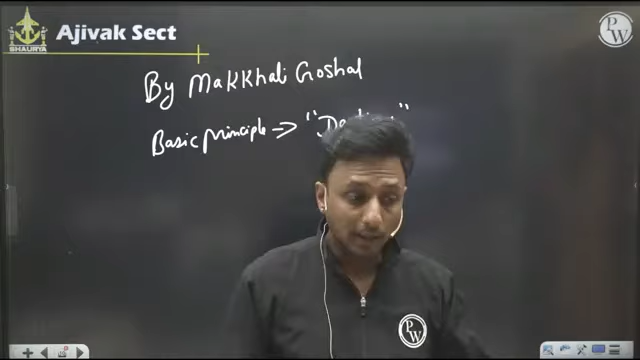 SHAURYA
Ajivak Sect
PW
By Makkhali Goshal
Basic Principle → "
PW